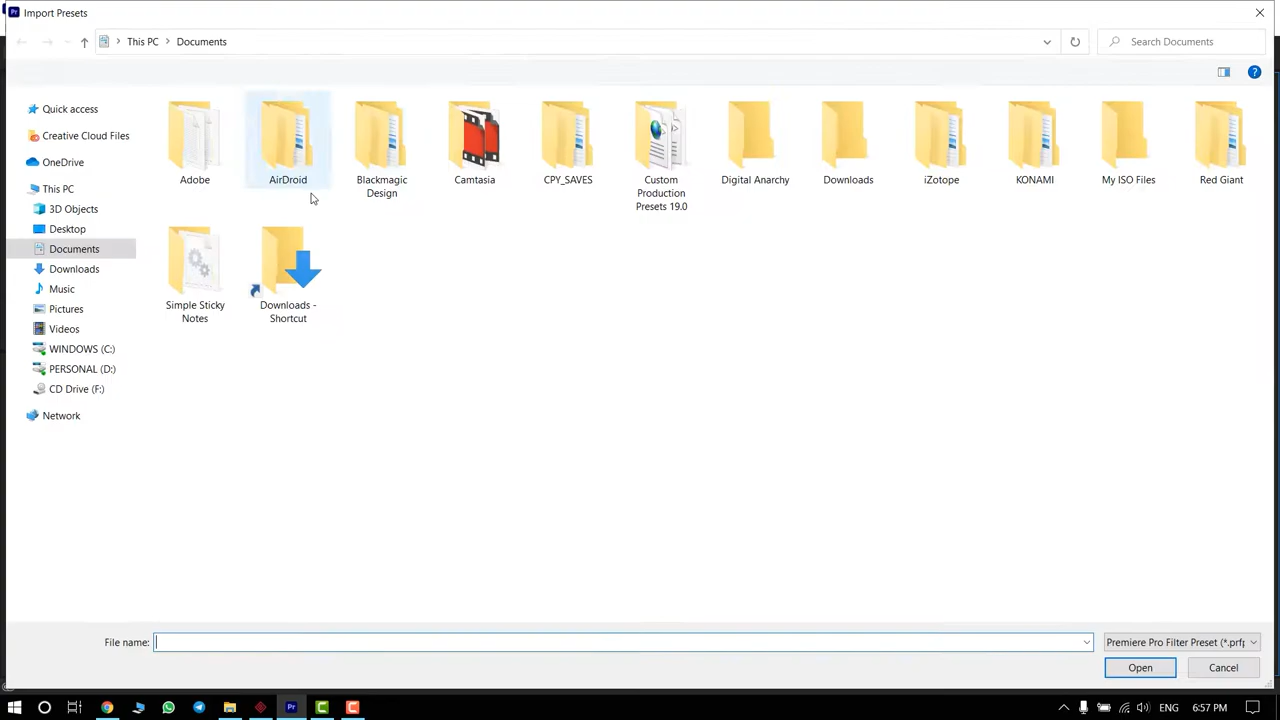 Import Presets
This PC
Documents
Search Documents
Quick access
Creative Cloud Files
OneDrive
This PC
3D Objects
Desktop
Documents
Downloads
Music
Pictures
Videos
WINDOWS (C:)
PERSONAL (D:)
CD Drive (F:)
Network
Adobe
AirDroid
Blackmagic
Design
Camtasia
CPY_SAVES
Custom
Production
Presets 19.0
Digital Anarchy
Downloads
iZotope
KONAMI
My ISO Files
Red Giant
Simple Sticky
Notes
Downloads -
Shortcut
File name:
Premiere Pro Filter Preset (*.prfp
Open
Cancel
ENG
6:57 PM